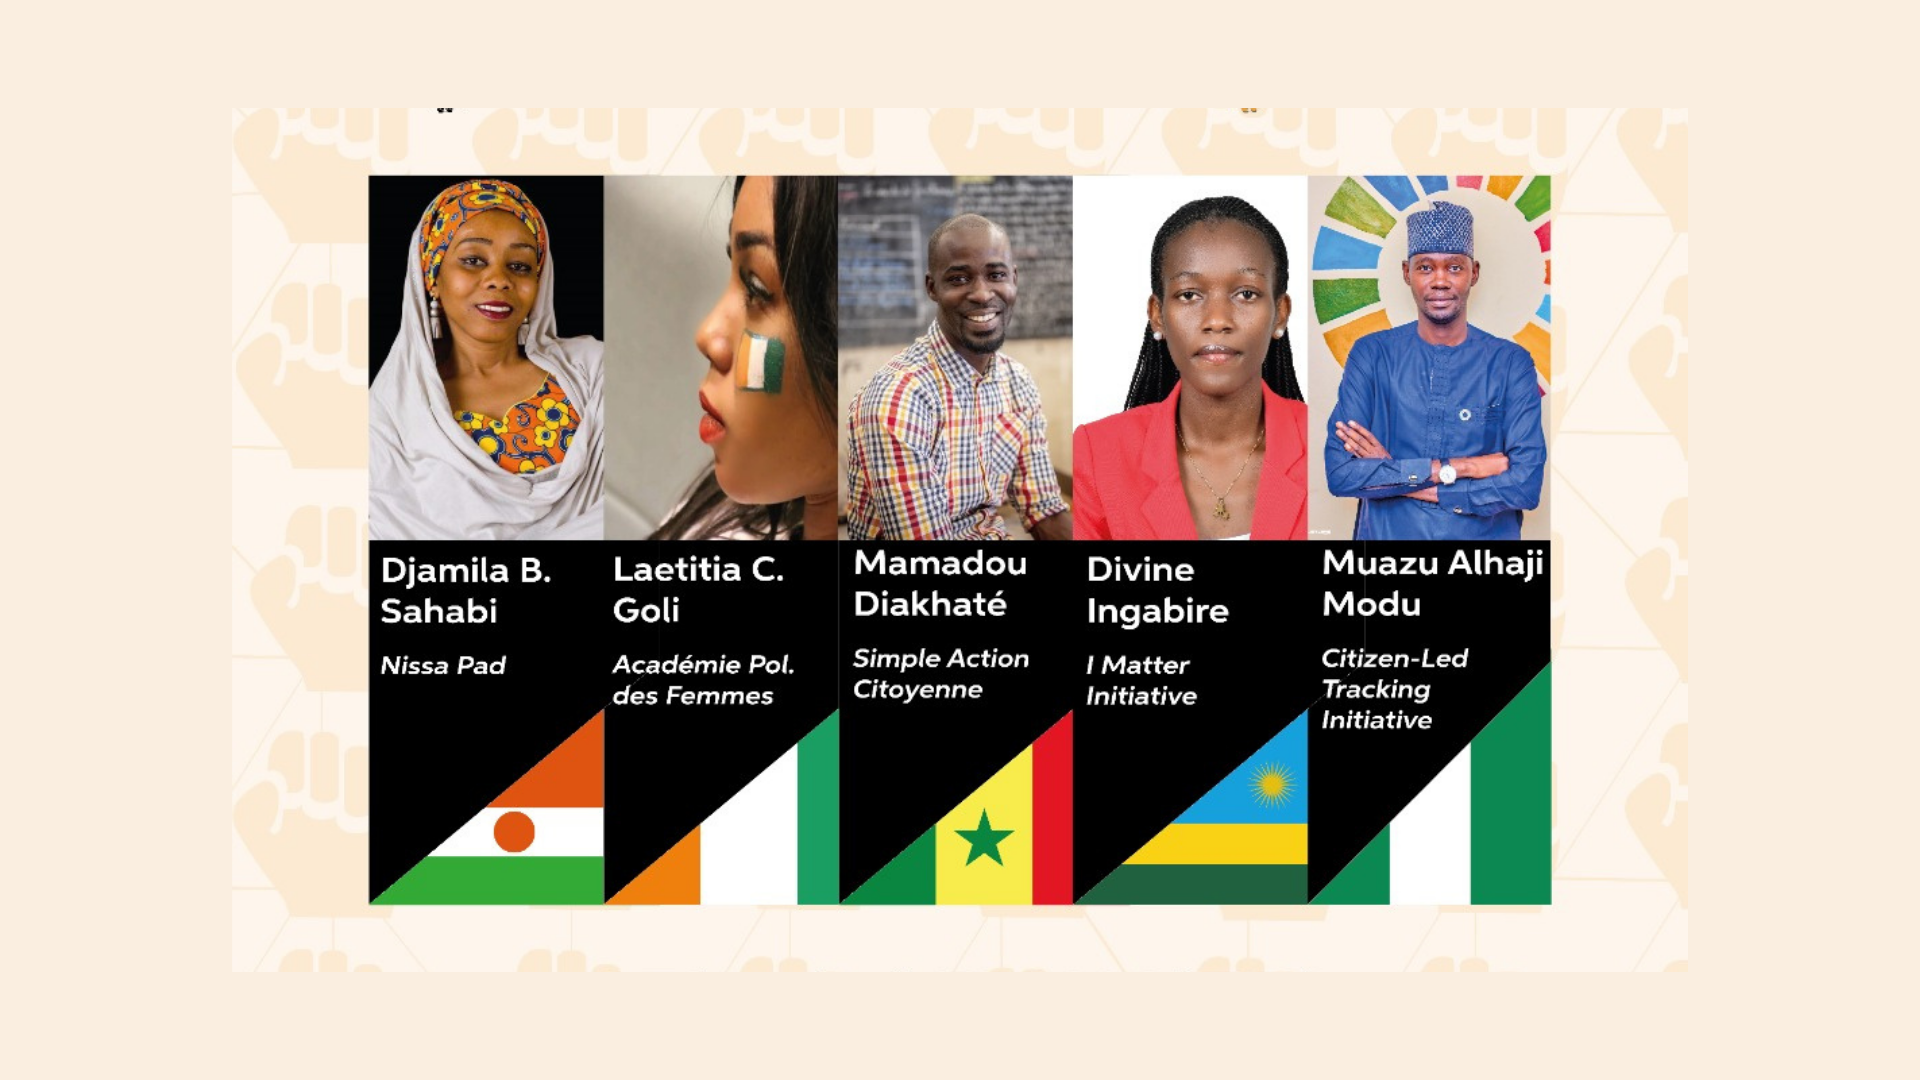 Djamila B.
Sahabi
Nissa Pad
Laetitia C.
Goli
Académie Pol.
des Femmes
Mamadou
Diakhaté
Simple Action
Citoyenne
Divine
Ingabire
I Matter
Initiative
Muazu Alhaji
Modu
Citizen-Led
Tracking
Initiative